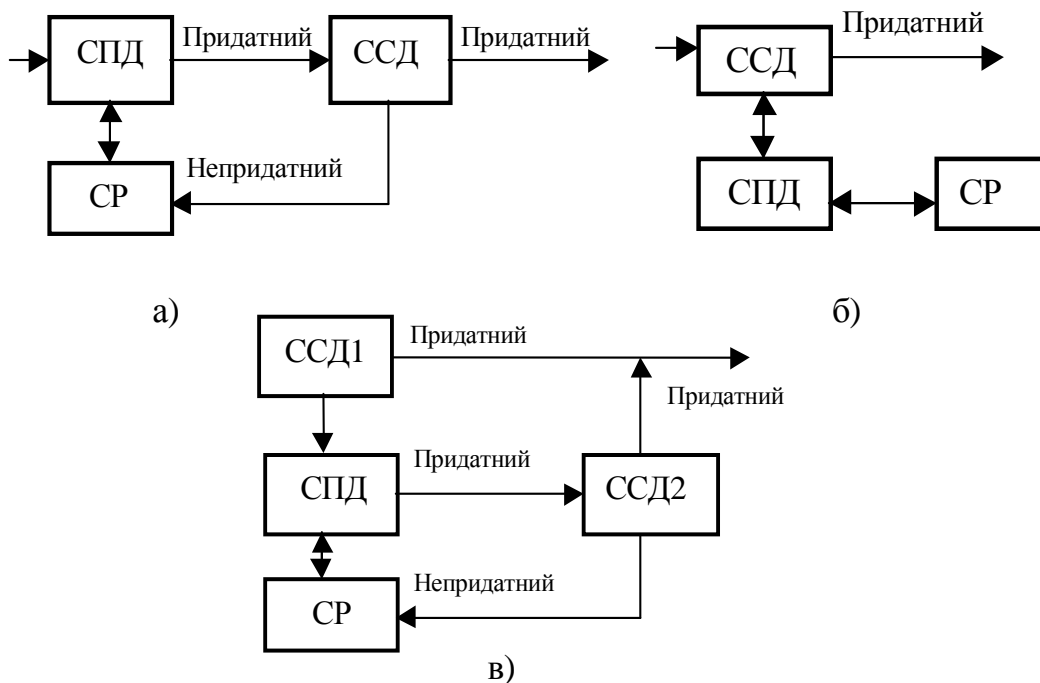 СПД
Придатний
ССД
Придатний
Непридатний
СР
а)
Придатний
ССД
СПД
СР
б)
ССД1
Придатний
Придатний
СПД
Придатний
ССД2
Непридатний
СР
в)